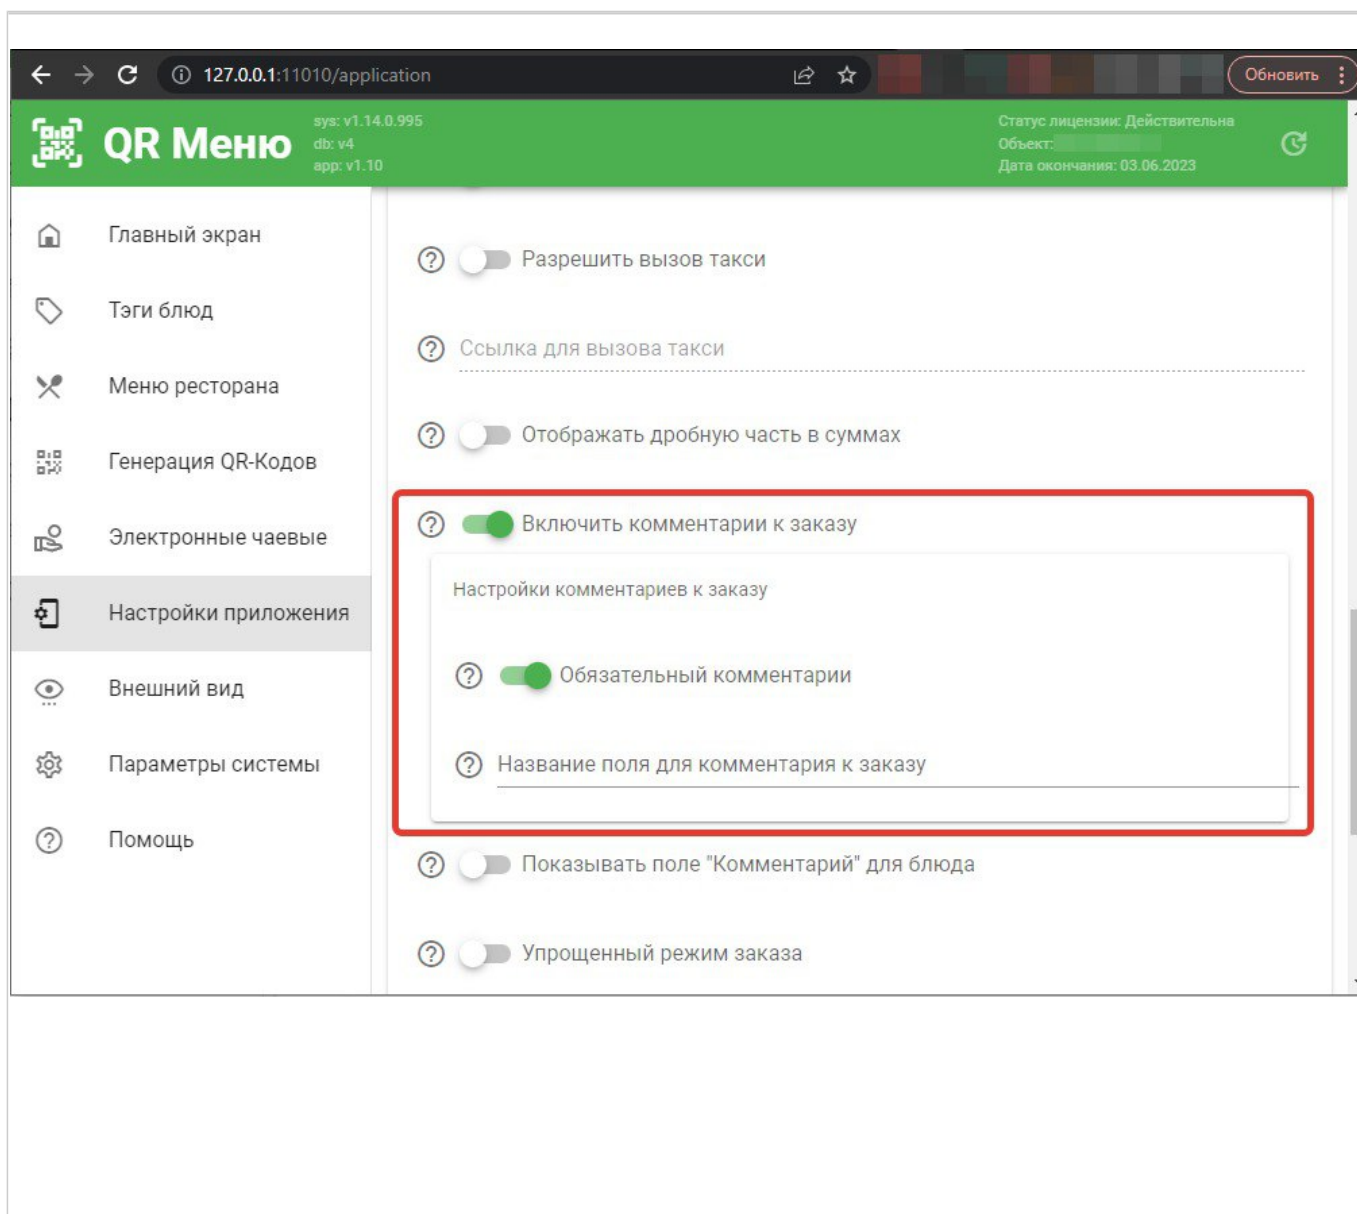 127.0.0.1:11010/application
Обновить
QR Меню
sys: v1.14.0.995
db: v4
app: v1.10
Статус лицензии: Действительна
Объект:
Дата окончания: 03.06.2023
Главный экран
Тэги блюд
Меню ресторана
Генерация QR-Кодов
Электронные чаевые
Настройки приложения
Внешний вид
Параметры системы
Помощь
Разрешить вызов такси
Ссылка для вызова такси
Отображать дробную часть в суммах
Включить комментарии к заказу
Настройки комментариев к заказу
Обязательный комментарии
Название поля для комментария к заказу
Показывать поле "Комментарий" для блюда
Упрощенный режим заказа